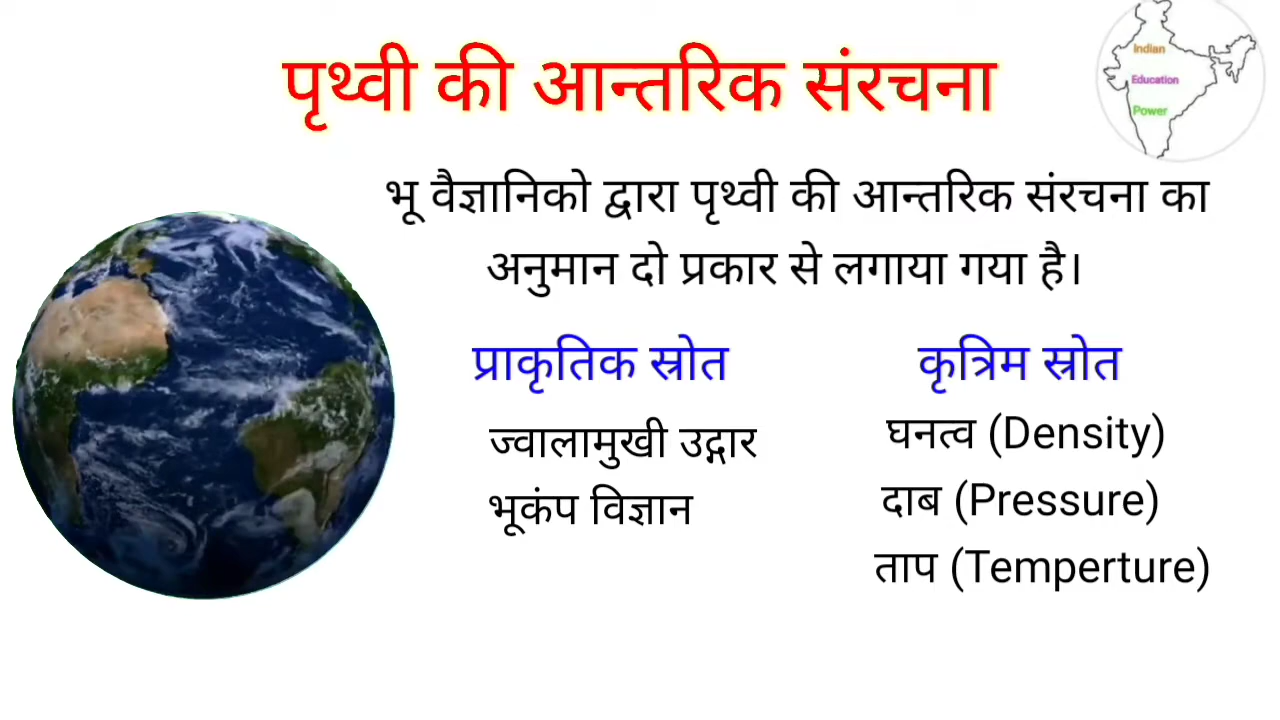 पृथ्वी की आन्तरिक संरचना
Indian
Education
Power
भू वैज्ञानिको द्वारा पृथ्वी की आन्तरिक संरचना का
अनुमान दो प्रकार से लगाया गया है।
प्राकृतिक स्रोत
ज्वालामुखी उद्गार
भूकंप विज्ञान
कृत्रिम स्रोत
घनत्व (Density)
दाब (Pressure)
ताप (Temperture)